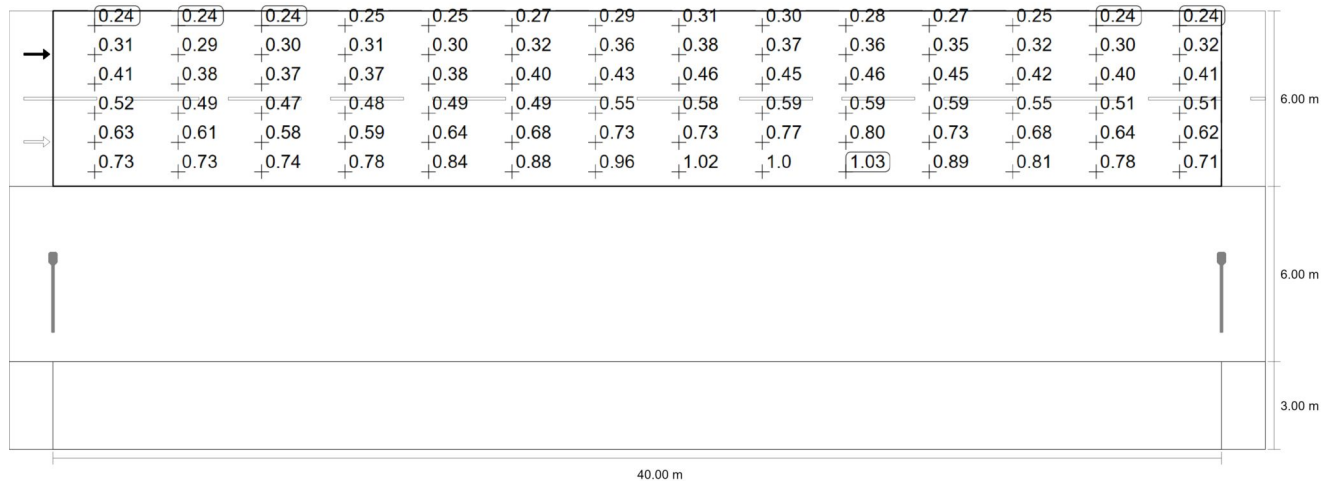 0.24 0.24 0.24 0.25 0.25 0.27 0.29 0.31 0.30 0.28 0.27 0.25 0.24 0.24
0.31 0.29 0.30 0.31 0.30 0.32 0.36 0.38 0.37 0.36 0.35 0.32 0.30 0.32
0.41 0.38 0.37 0.37 0.38 0.40 0.43 0.46 0.45 0.46 0.45 0.42 0.40 0.41
0.52 0.49 0.47 0.48 0.49 0.49 0.55 0.58 0.59 0.59 0.59 0.55 0.51 0.51
6.00 m
0.63 0.61 0.58 0.59 0.64 0.68 0.73 0.73 0.77 0.80 0.73 0.68 0.64 0.62
0.73 0.73 0.74 0.78 0.84 0.88 0.96 1.02 1.0 1.03 0.89 0.81 0.78 0.71
6.00 m
3.00 m
40.00 m